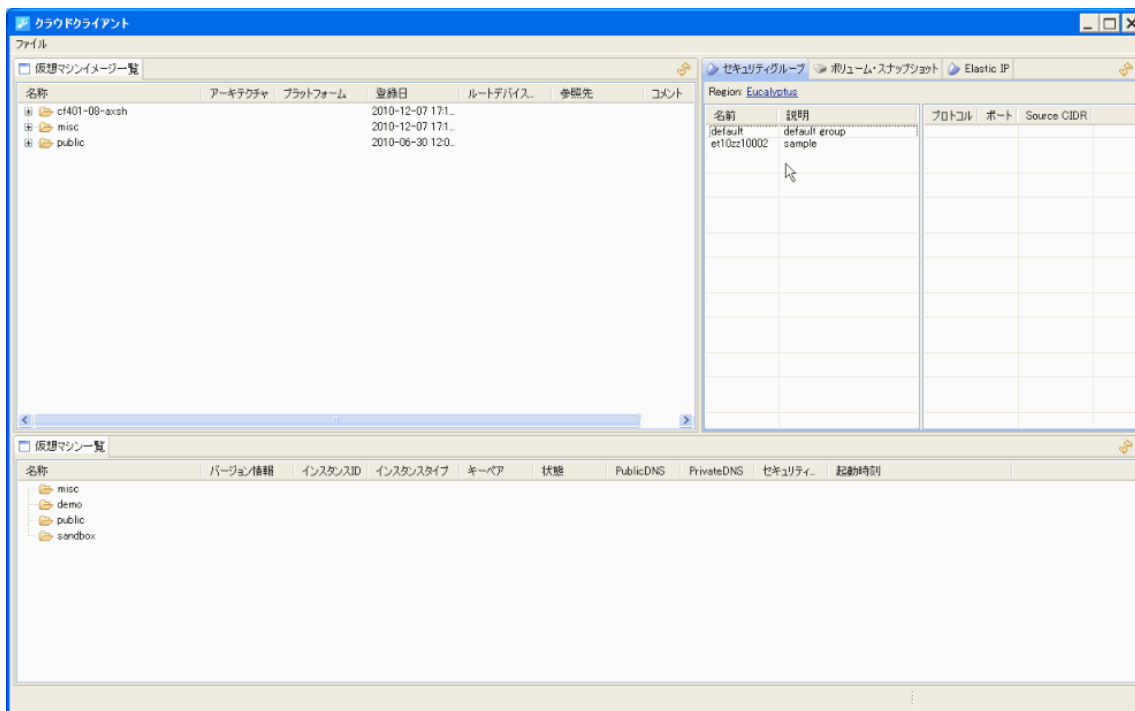 クラウドクライアント
ファイル
仮想マシンイメージ一覧
名称 アーキテクチャ プラットフォーム 登録日 ルートデバイス... 参照先 コメント
cf401-08-axsh 2010-12-07 17:1...
misc 2010-12-07 17:1...
public 2010-06-30 12:0...
セキュリティグループ ボリューム・スナップショット Elastic IP
Region: Eucalyptus
名前 説明 プロトコル ポート Source CIDR
default default group
et10zz10002 sample
仮想マシン一覧
名称 バージョン情報 インスタンスID インスタンスタイプ キーペア 状態 PublicDNS PrivateDNS セキュリティ... 起動時刻
misc
demo
public
sandbox